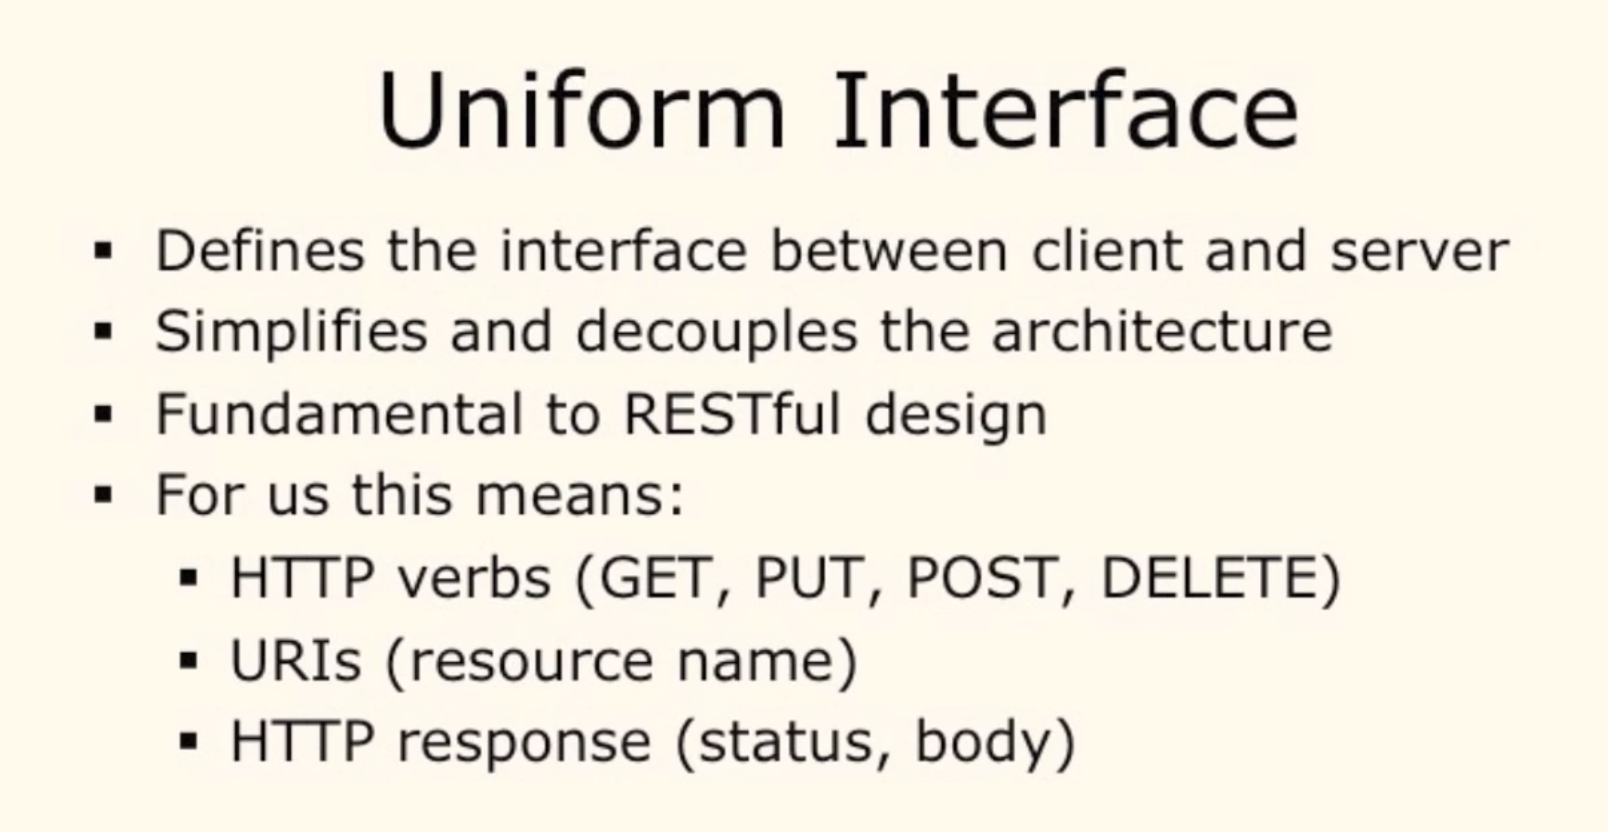 Uniform Interface
▪ Defines the interface between client and server
▪ Simplifies and decouples the architecture
▪ Fundamental to RESTful design
▪ For us this means:
▪ HTTP verbs (GET, PUT, POST, DELETE)
▪ URIs (resource name)
▪ HTTP response (status, body)